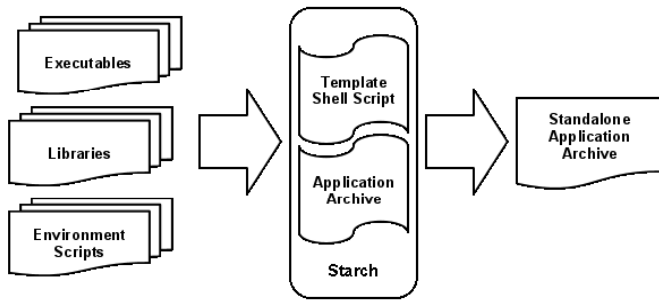 Executables
Libraries
Environment
Scripts
Template
Shell Script
Application
Archive
Starch
Standalone
Application
Archive